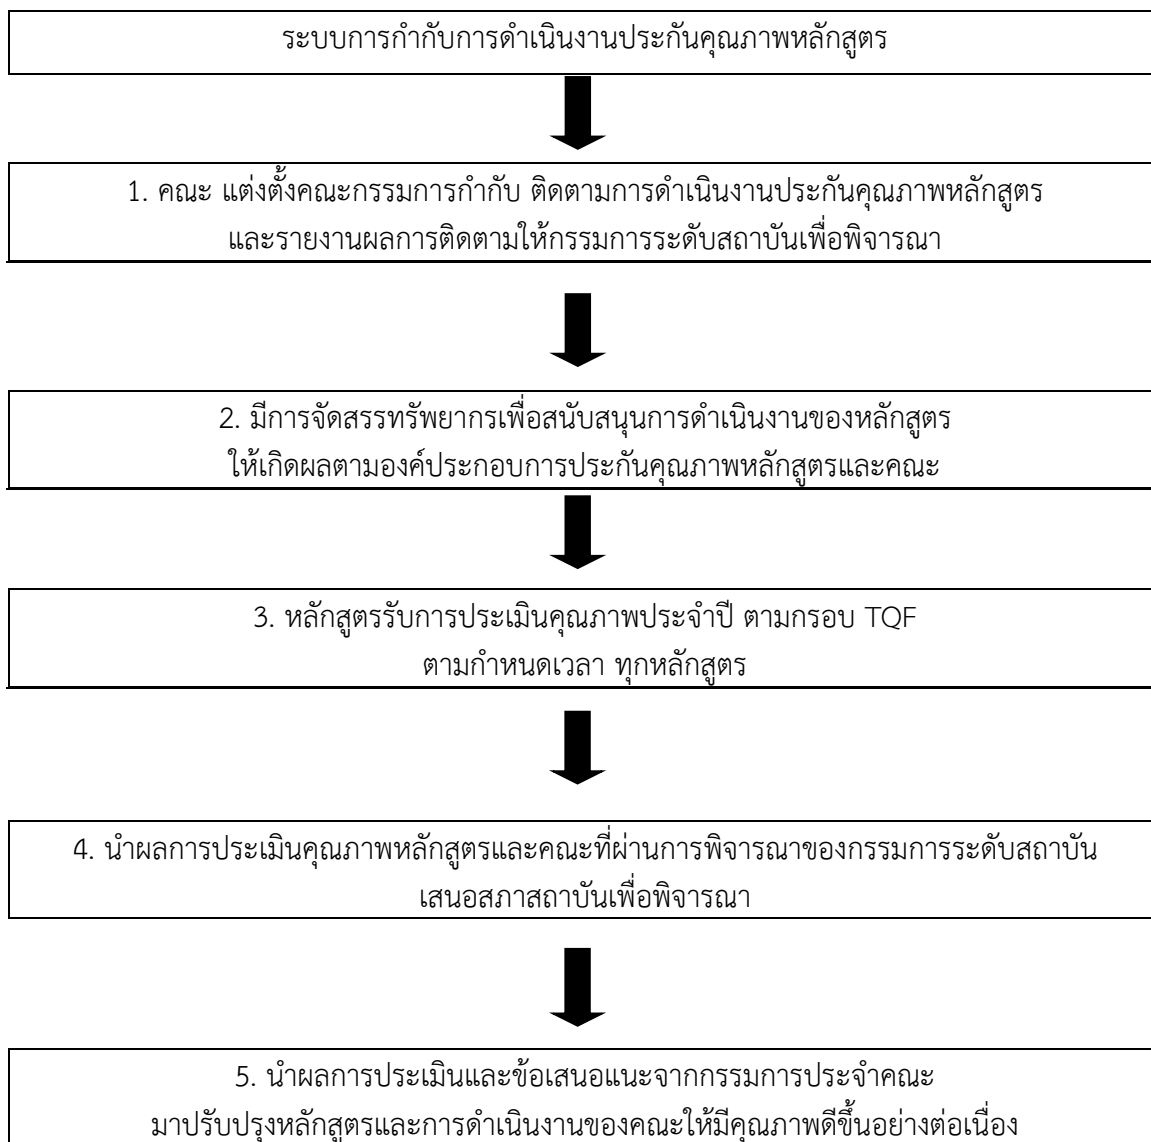 ระบบการกำกับการดำเนินงานประกันคุณภาพหลักสูตร
1. คณะ แต่งตั้งคณะกรรมการกำกับ ติดตามการดำเนินงานประกันคุณภาพหลักสูตร
และรายงานผลการติดตามให้กรรมการระดับสถาบันเพื่อพิจารณา
2. มีการจัดสรรทรัพยากรเพื่อสนับสนุนการดำเนินงานของหลักสูตร
ให้เกิดผลตามองค์ประกอบการประกันคุณภาพหลักสูตรและคณะ
3. หลักสูตรรับการประเมินคุณภาพประจำปี ตามกรอบ TQF
ตามกำหนดเวลา ทุกหลักสูตร
4. นำผลการประเมินคุณภาพหลักสูตรและคณะที่ผ่านการพิจารณาของกรรมการระดับสถาบัน
เสนอสภาสถาบันเพื่อพิจารณา
5. นำผลการประเมินและข้อเสนอแนะจากกรรมการประจำคณะ
มาปรับปรุงหลักสูตรและการดำเนินงานของคณะให้มีคุณภาพดีขึ้นอย่างต่อเนื่อง